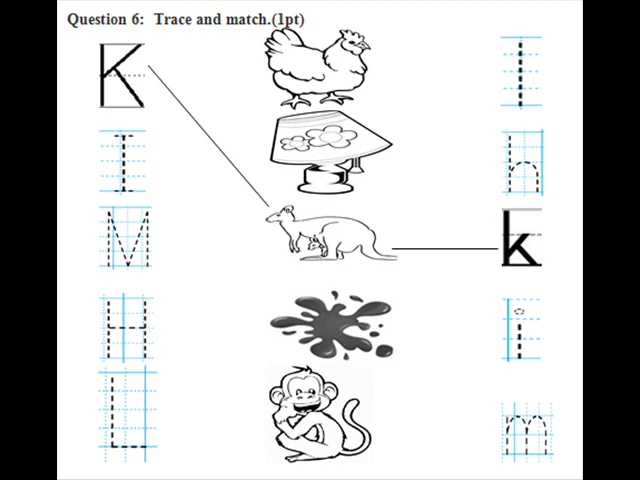 Question 6: Trace and match.(1pt)
K l
I h
M k
H i
L m